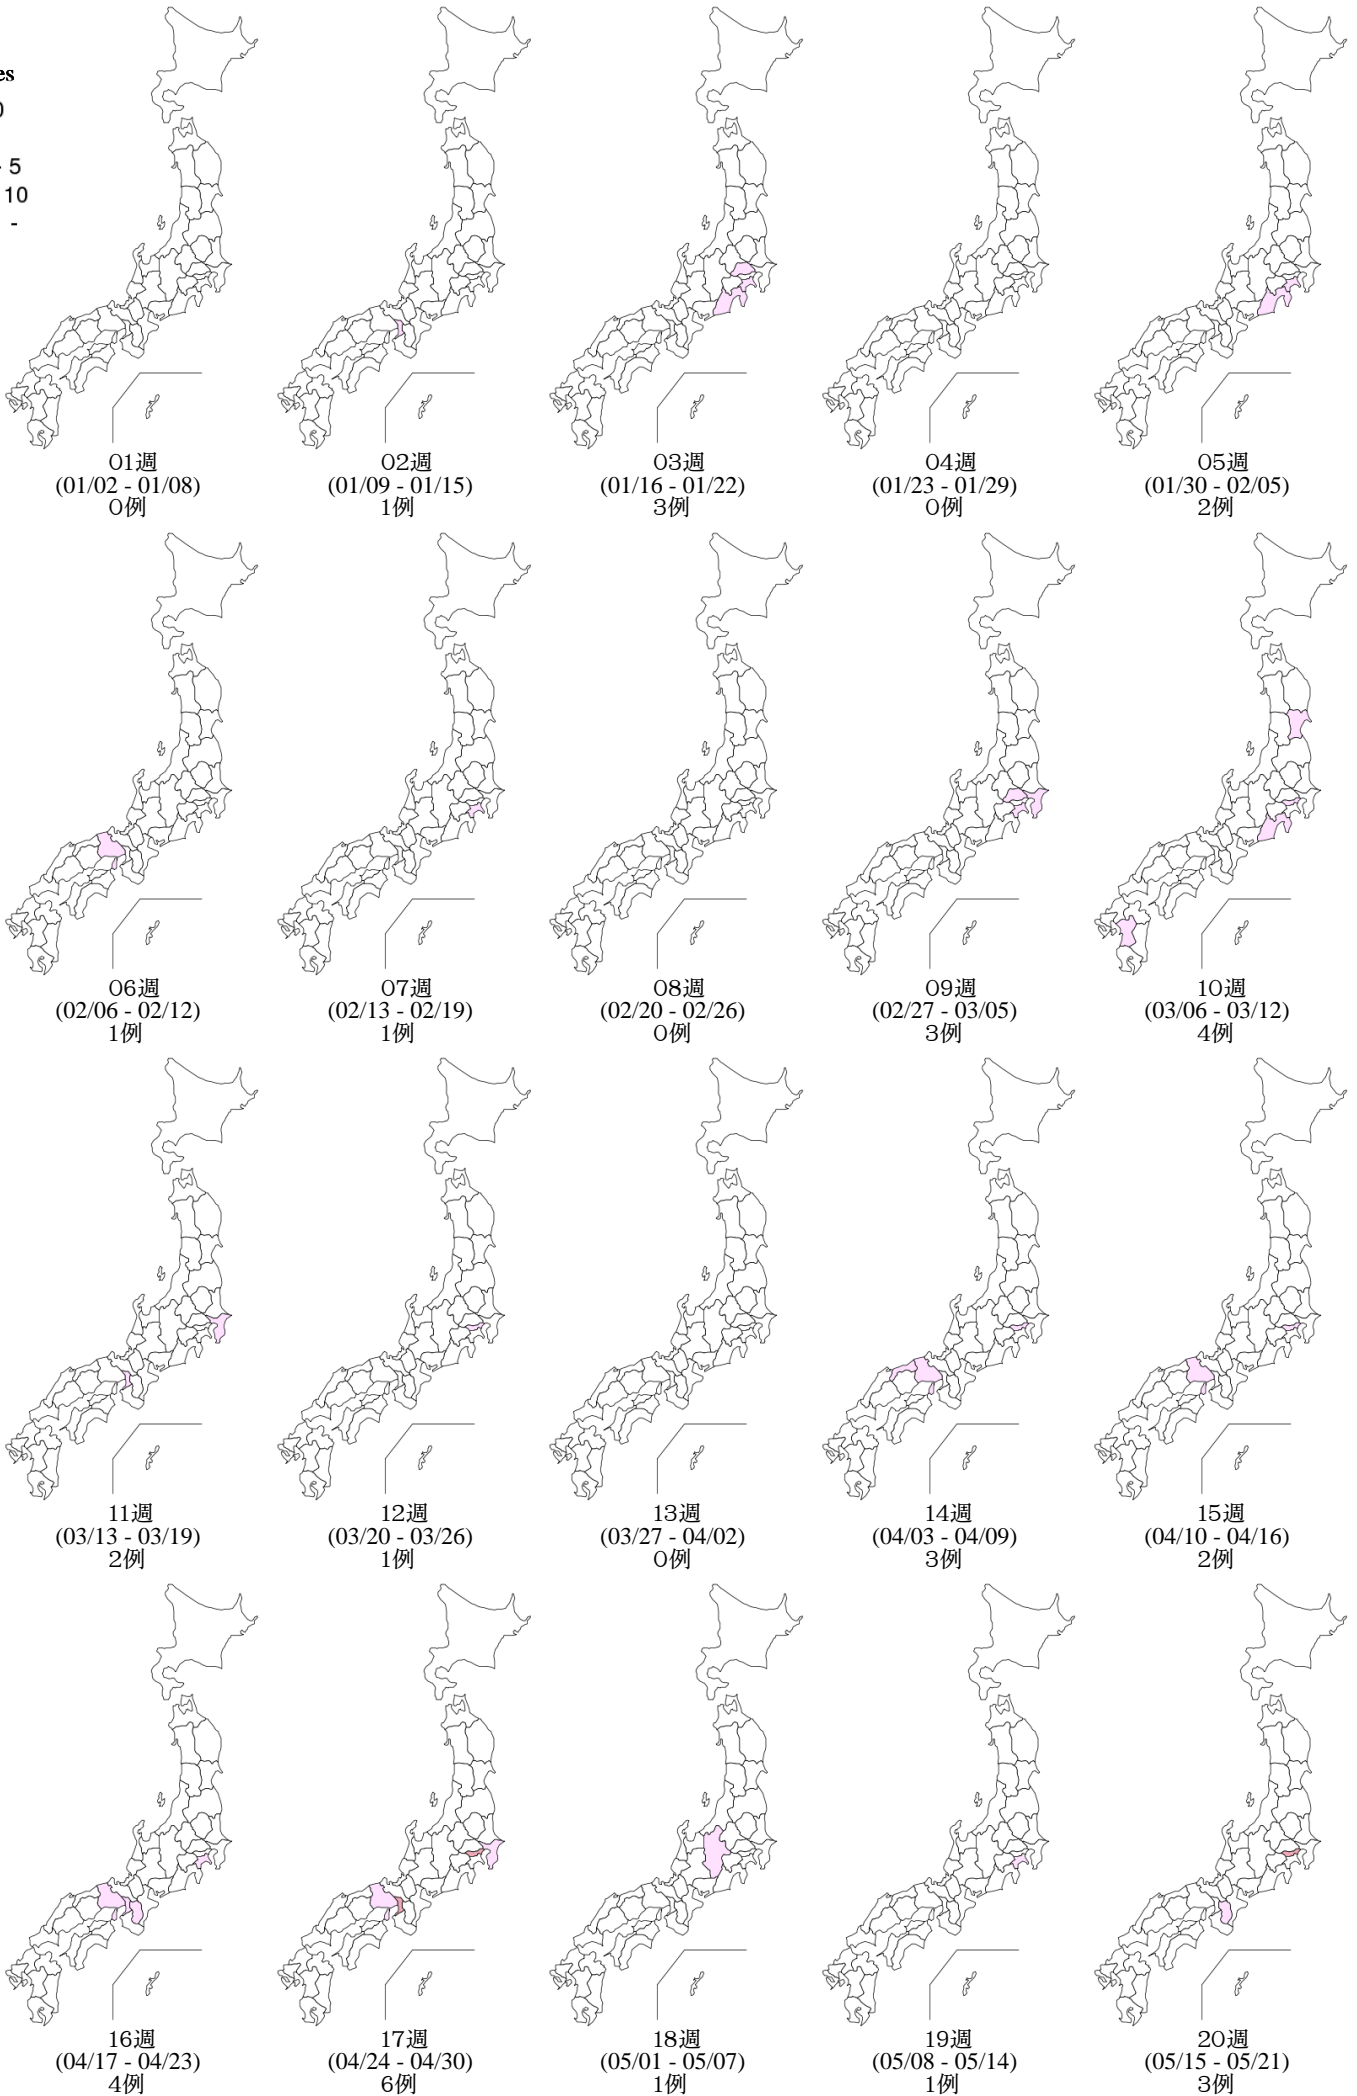 es
0
- 5
10
-
01週
(01/02 - 01/08)
0例
02週
(01/09 - 01/15)
1例
03週
(01/16 - 01/22)
3例
04週
(01/23 - 01/29)
0例
05週
(01/30 - 02/05)
2例
06週
(02/06 - 02/12)
1例
07週
(02/13 - 02/19)
1例
08週
(02/20 - 02/26)
0例
09週
(02/27 - 03/05)
3例
10週
(03/06 - 03/12)
4例
11週
(03/13 - 03/19)
2例
12週
(03/20 - 03/26)
1例
13週
(03/27 - 04/02)
0例
14週
(04/03 - 04/09)
3例
15週
(04/10 - 04/16)
2例
16週
(04/17 - 04/23)
4例
17週
(04/24 - 04/30)
6例
18週
(05/01 - 05/07)
1例
19週
(05/08 - 05/14)
1例
20週
(05/15 - 05/21)
3例